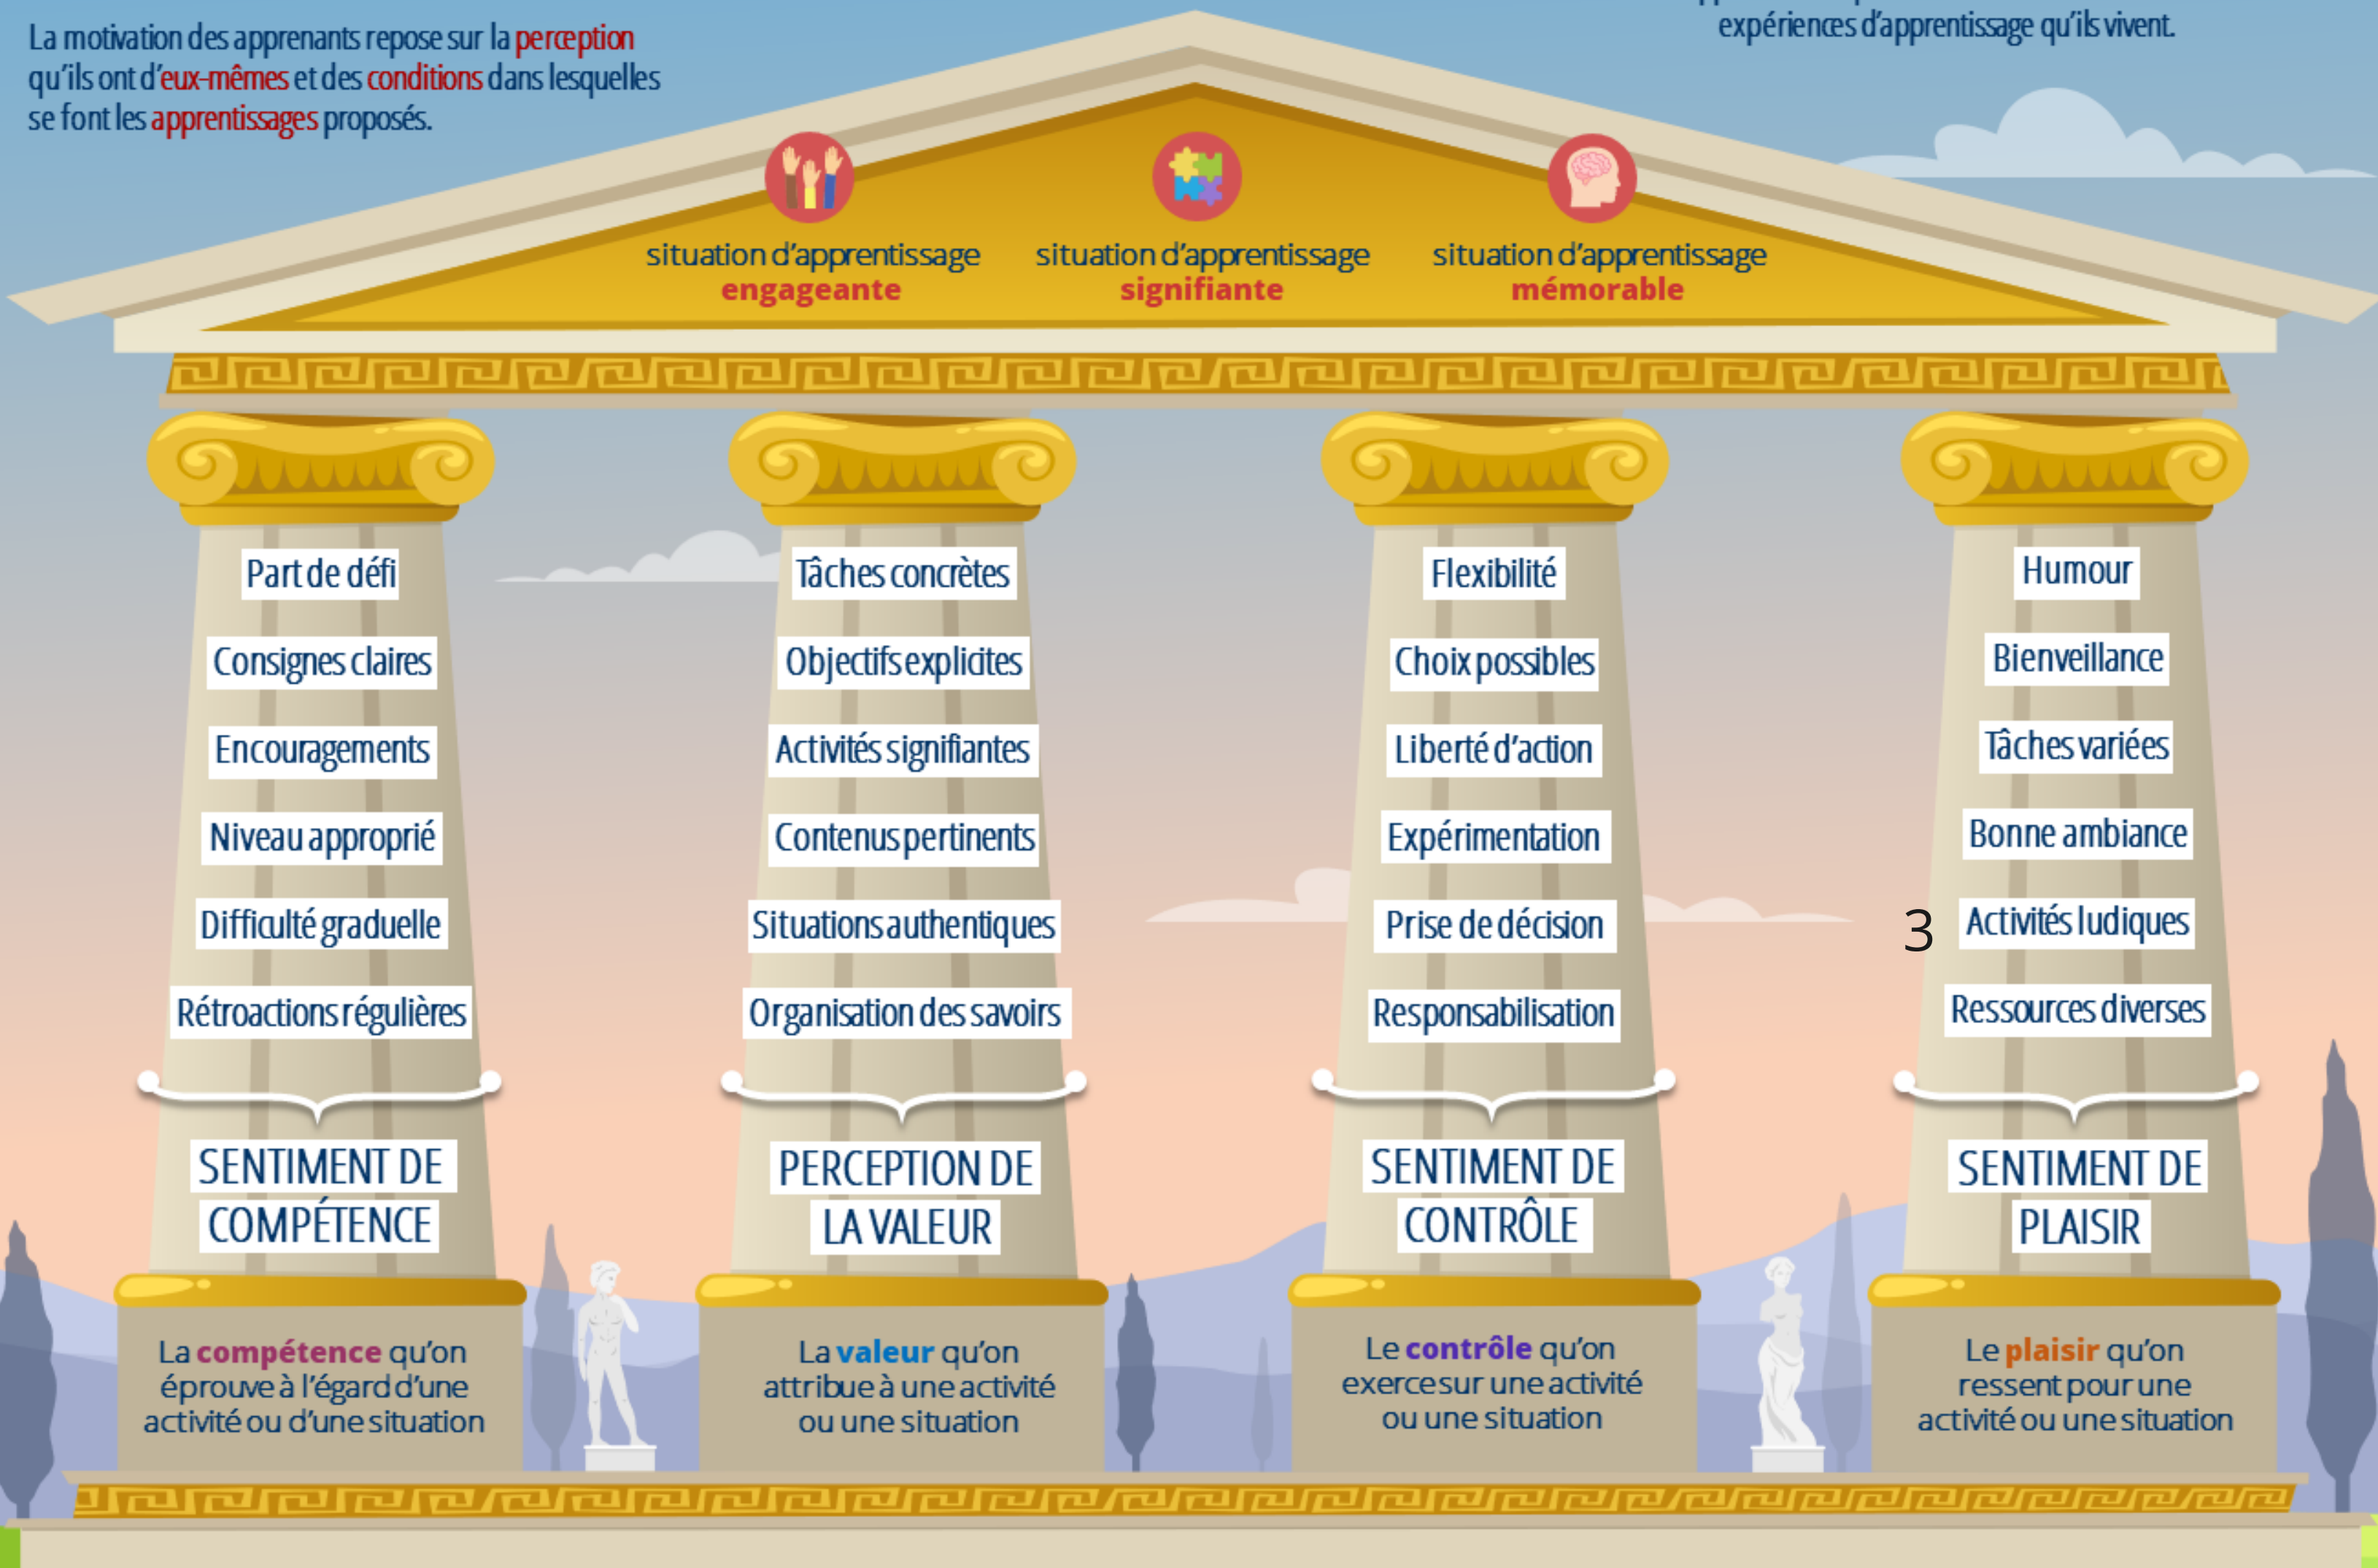 La motivation des apprenants repose sur la perception
qu'ils ont d'eux-mêmes et des conditions dans lesquelles
se font les apprentissages proposés.
expériences d'apprentissage qu'ils vivent.
situation d'apprentissage
engageante
situation d'apprentissage
signifiante
situation d'apprentissage
mémorable
Part de défi
Consignes claires
Encouragements
Niveau approprié
Difficulté graduelle
Rétroactions régulières
SENTIMENT DE
COMPÉTENCE
La compétence qu'on
éprouve à l'égard d'une
activité ou d'une situation
Tâches concrètes
Objectifs explicites
Activités signifiantes
Contenus pertinents
Situations authentiques
Organisation des savoirs
PERCEPTION DE
LA VALEUR
La valeur qu'on
attribue à une activité
ou une situation
Flexibilité
Choix possibles
Liberté d'action
Expérimentation
Prise de décision
Responsabilisation
SENTIMENT DE
CONTRÔLE
Le contrôle qu'on
exerce sur une activité
ou une situation
Humour
Bienveillance
Tâches variées
Bonne ambiance
3
Activités ludiques
Ressources diverses
SENTIMENT DE
PLAISIR
Le plaisir qu'on
ressent pour une
activité ou une situation